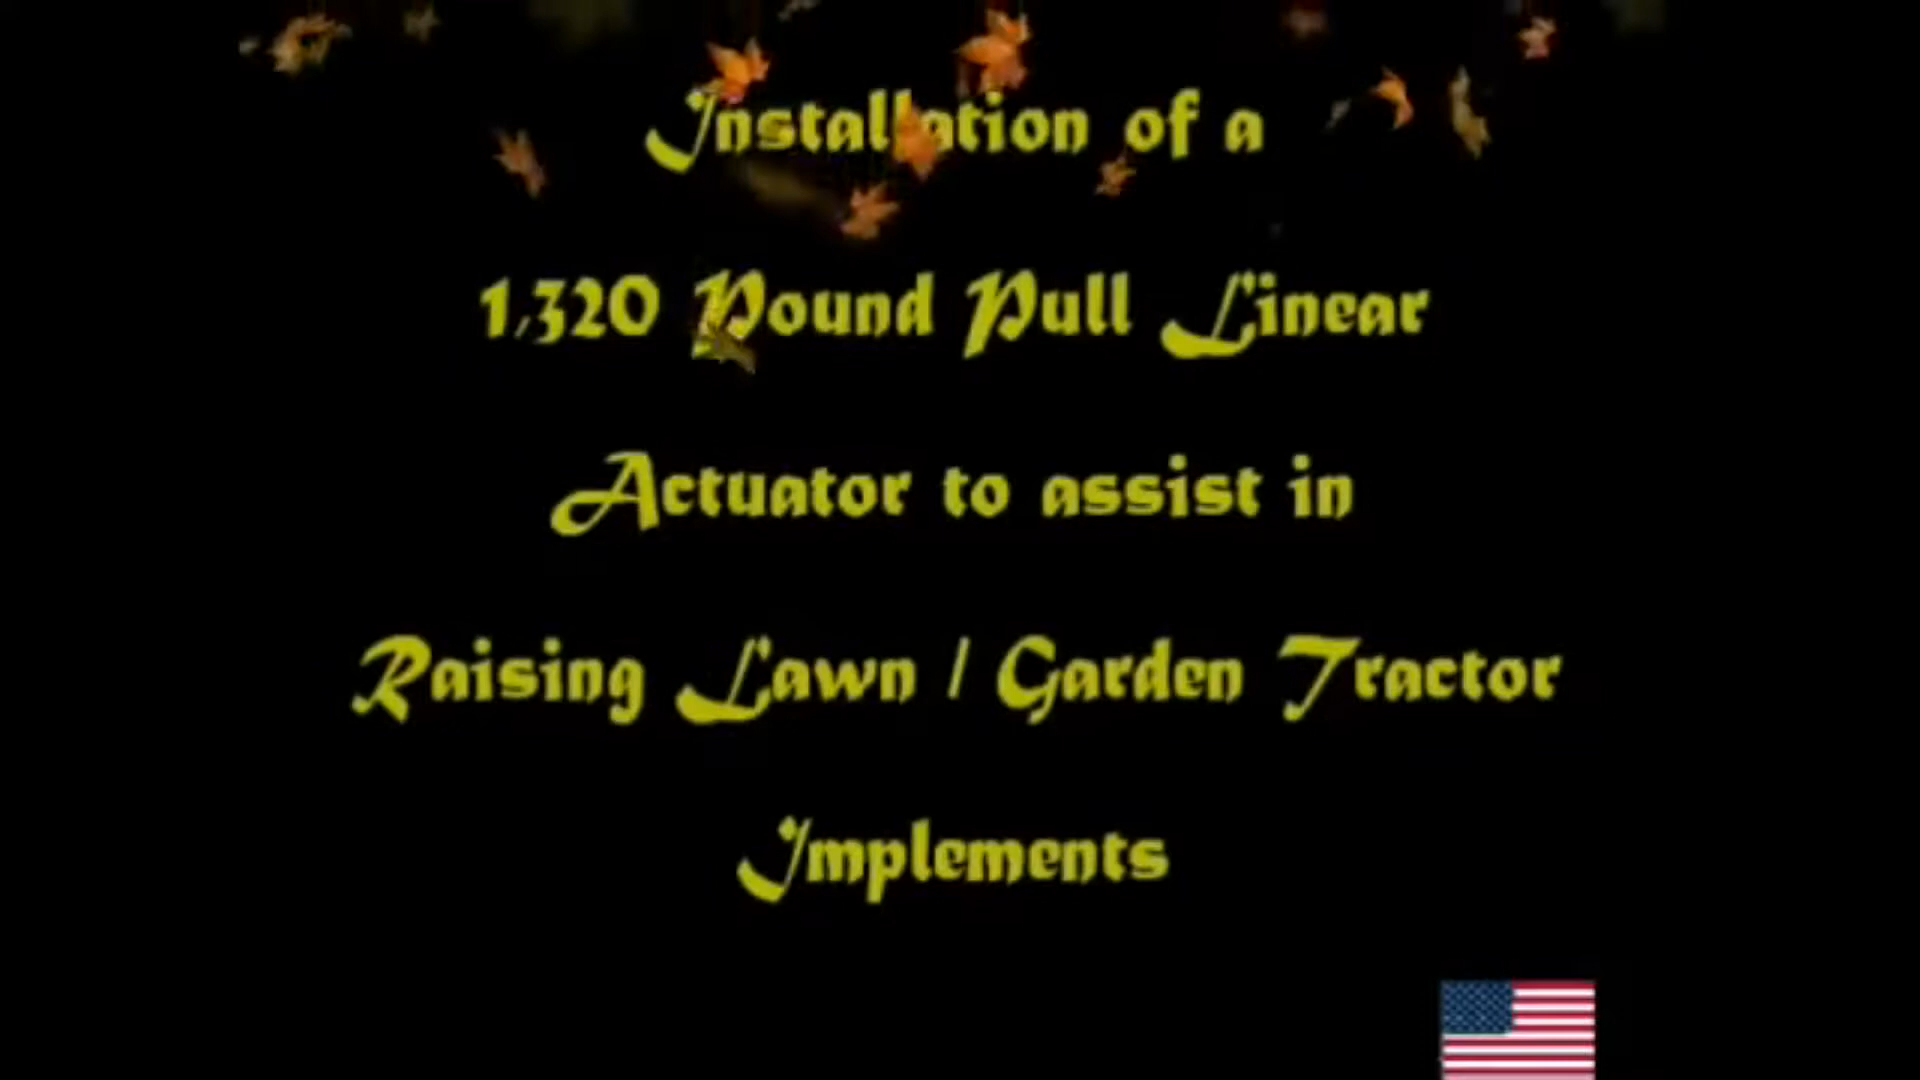 Installation of a
1,320 Pound Pull Linear
Actuator to assist in
Raising Lawn / Garden Tractor
Implements